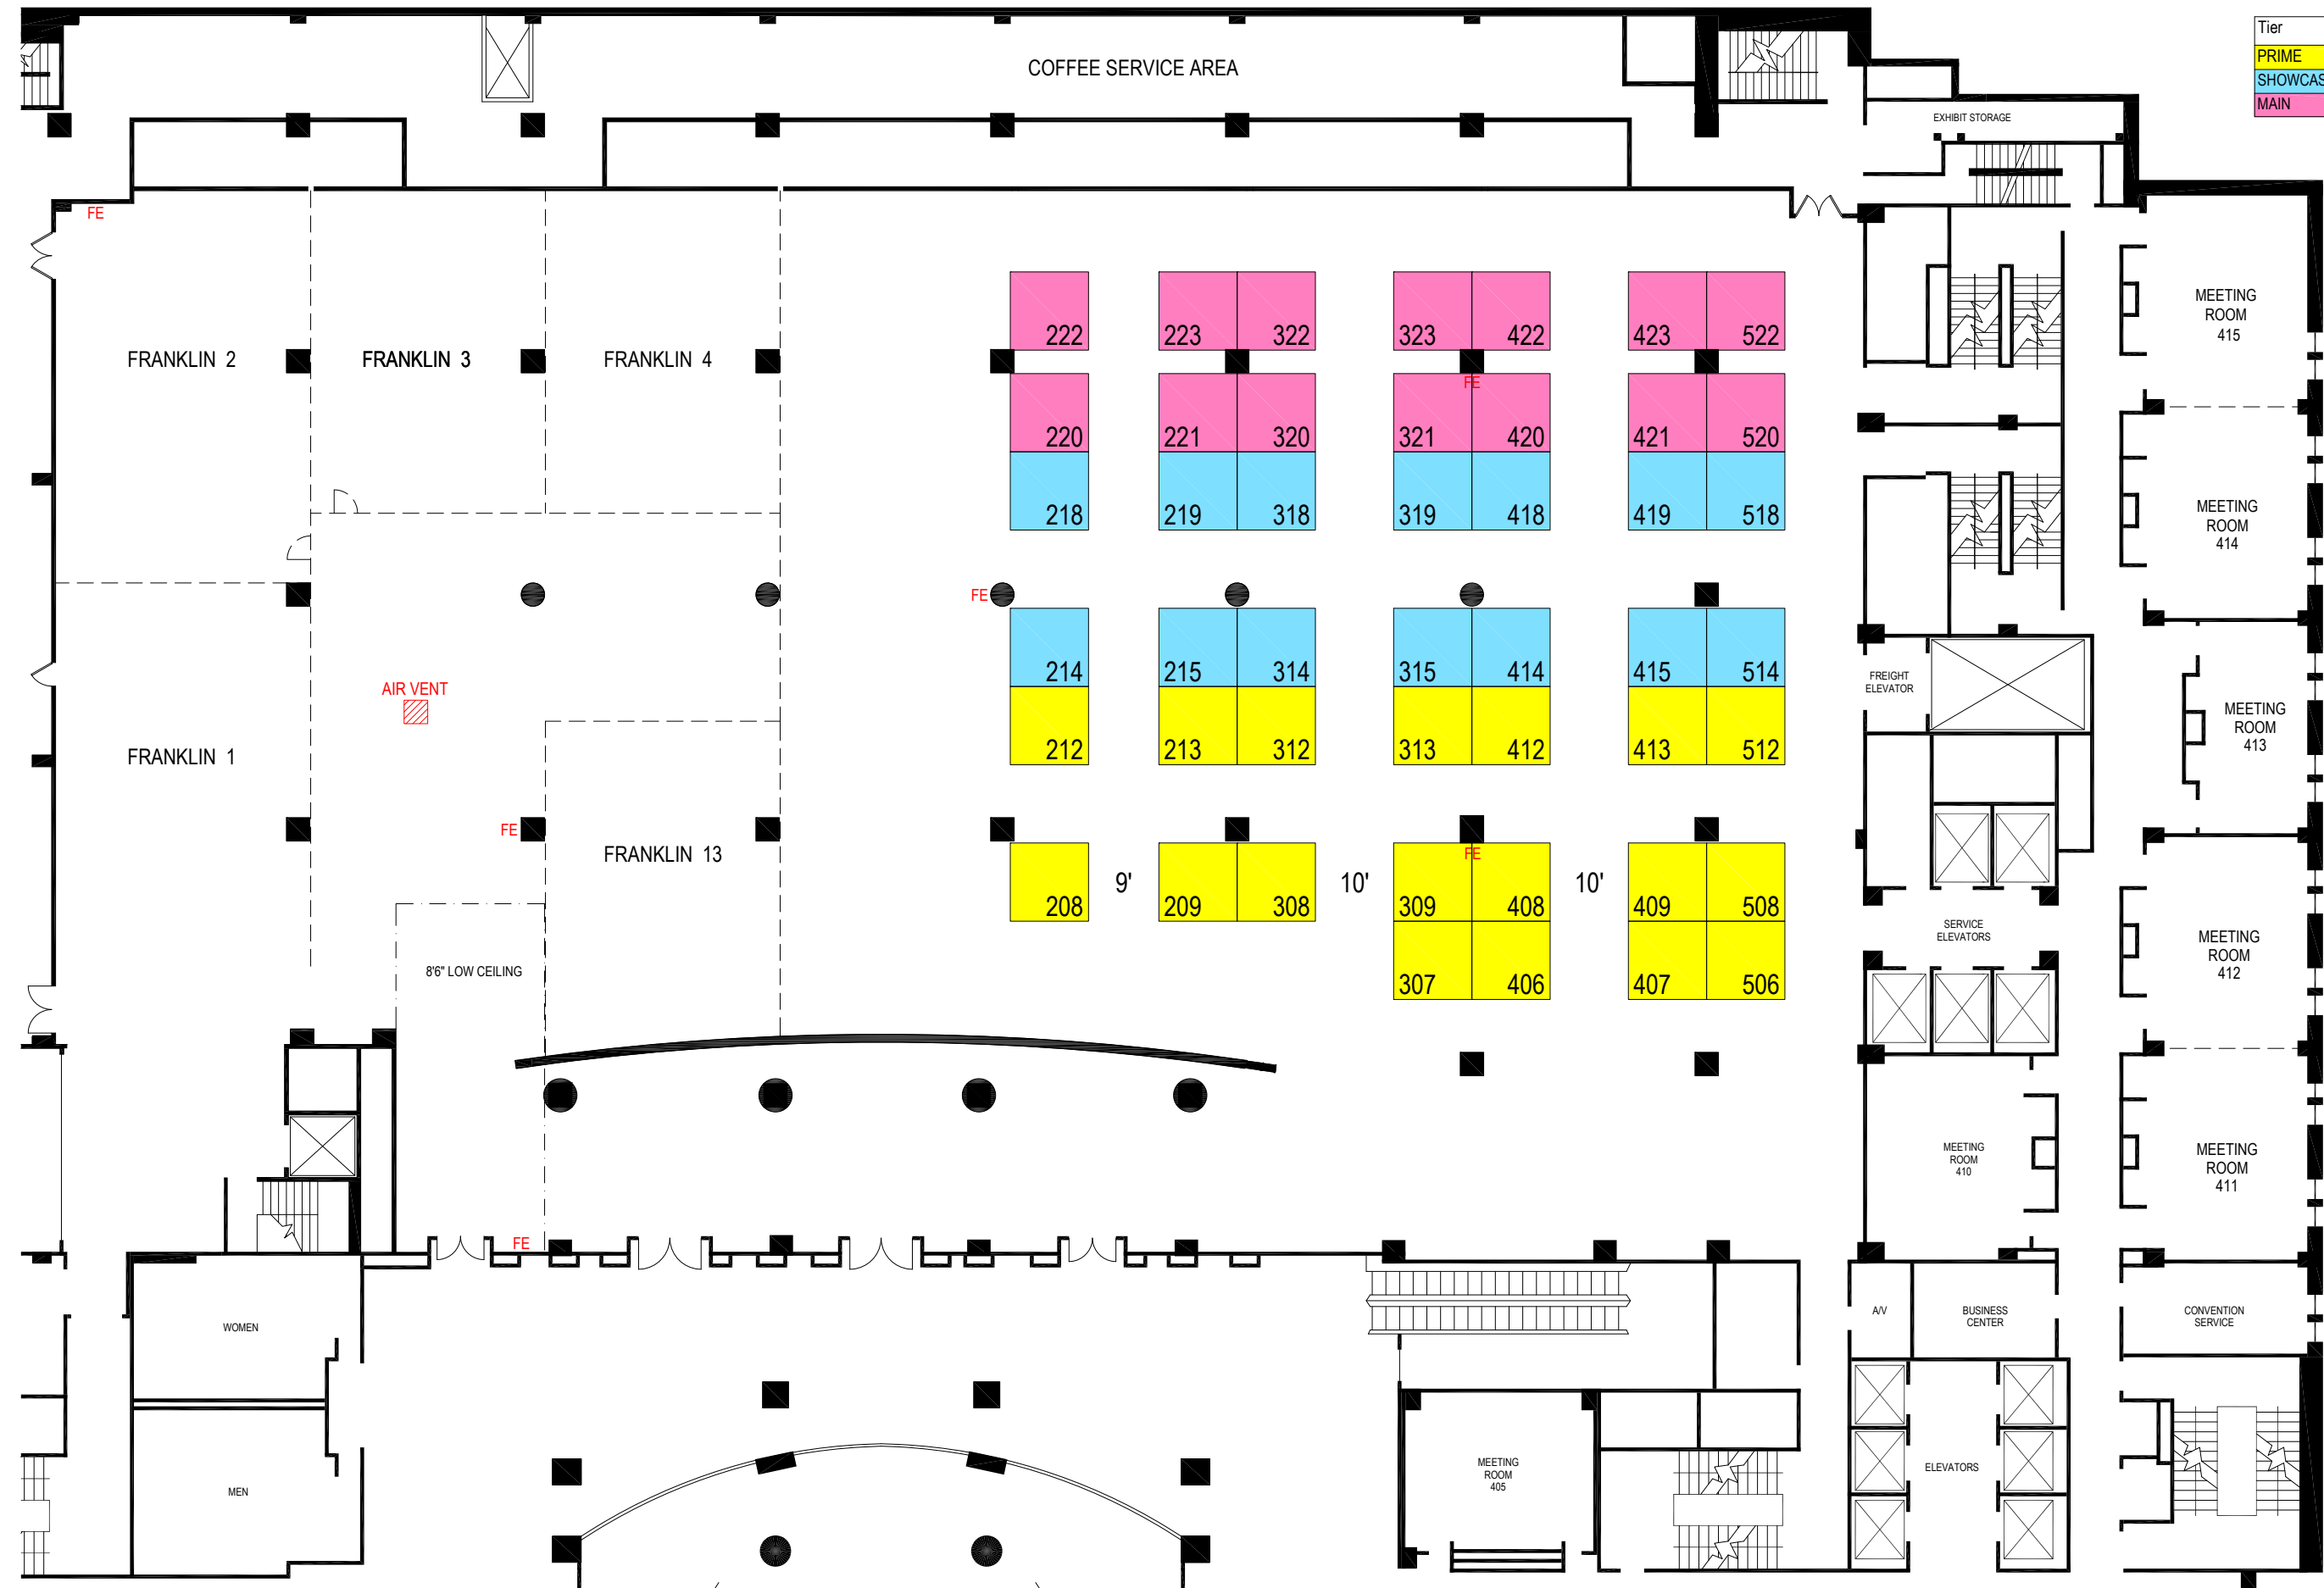 Tier
PRIME
SHOWCAS
MAIN
COFFEE SERVICE AREA
EXHIBIT STORAGE
FE
FRANKLIN 2
FRANKLIN 3
FRANKLIN 4
222
223 322
323 422
423 522
FE
220
221 320
321 420
421 520
218
219 318
319 418
419 518
MEETING
ROOM
415
MEETING
ROOM
414
FE
214
215 314
315 414
415 514
212
213 312
313 412
413 512
AIR VENT
FRANKLIN 1
FREIGHT
ELEVATOR
MEETING
ROOM
413
FE
FRANKLIN 13
FE
208
9'
209 308
10'
309 408
10'
409 508
307 406
407 506
8'6" LOW CEILING
SERVICE
ELEVATORS
MEETING
ROOM
412
MEETING
ROOM
410
MEETING
ROOM
411
FE
WOMEN
MEN
A/V
BUSINESS
CENTER
CONVENTION
SERVICE
MEETING
ROOM
405
ELEVATORS